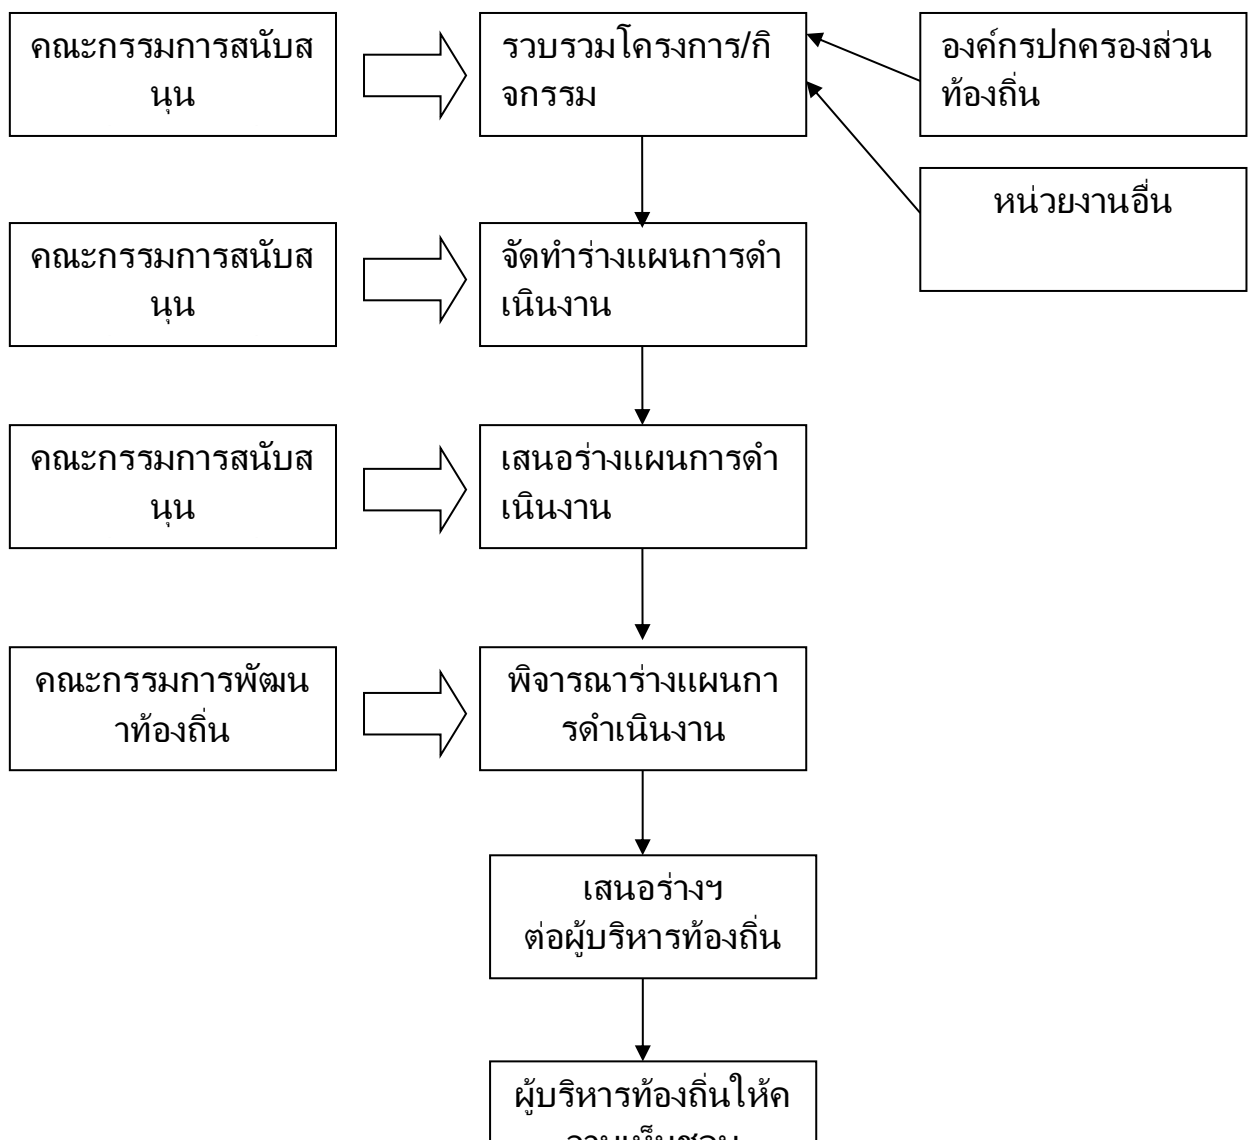 คณะกรรมการสนับส
นุน
รวบรวมโครงการ/กิ
จกรรม
องค์กรปกครองส่วน
ท้องถิ่น
หน่วยงานอื่น
คณะกรรมการสนับส
นุน
จัดทำร่างแผนการดำ
เนินงาน
คณะกรรมการสนับส
นุน
เสนอร่างแผนการดำ
เนินงาน
คณะกรรมการพัฒน
าท้องถิ่น
พิจารณาร่างแผนกา
รดำเนินงาน
เสนอร่างฯ
ต่อผู้บริหารท้องถิ่น
ผู้บริหารท้องถิ่นให้ค
วามเห็นชอบ